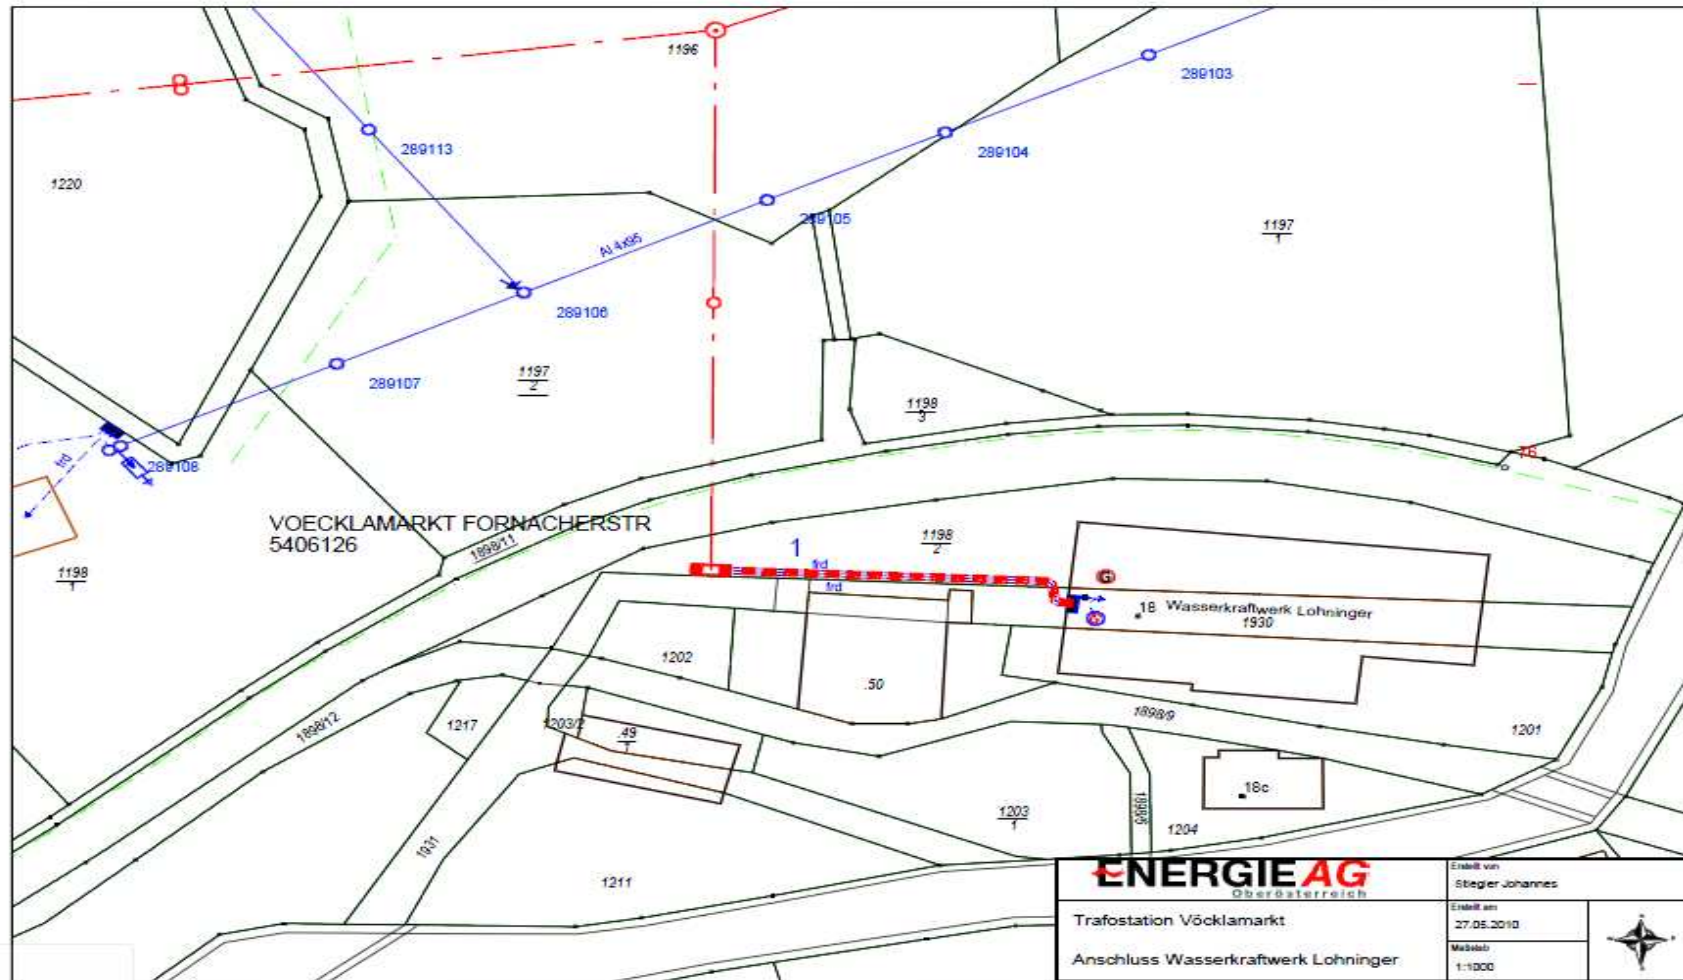 1196
289103
289113
289104
1220
289105
1197
1
Al 4x95
289106
289107
1197
2
1198
3
76
frd
289108
VOECKLAMARKT FORNACHERSTR
5406126
1898/11
1198
2
1
frd
frd
G
1198
1
18 Wasserkraftwerk Lohninger
1930
1202
.50
1217
1203/2
.49
1
1898/12
1898/9
1201
18c
1203
1
1204
1931
1211
ENERGIE AG
Oberösterreich
Erstellt von
Stiegler Johannes
Trafostation Vöcklamarkt
Erstellt am
27.05.2010
Anschluss Wasserkraftwerk Lohninger
Maßstab
1:1000